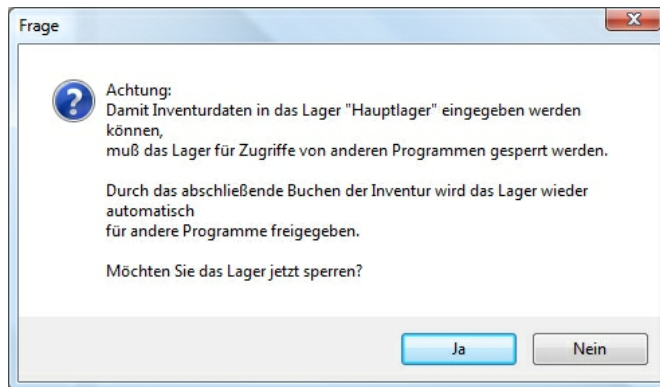 Frage
Achtung:
Damit Inventurdaten in das Lager "Hauptlager" eingegeben werden
können,
muß das Lager für Zugriffe von anderen Programmen gesperrt werden.
Durch das abschließende Buchen der Inventur wird das Lager wieder
automatisch
für andere Programme freigegeben.
Möchten Sie das Lager jetzt sperren?
Ja
Nein